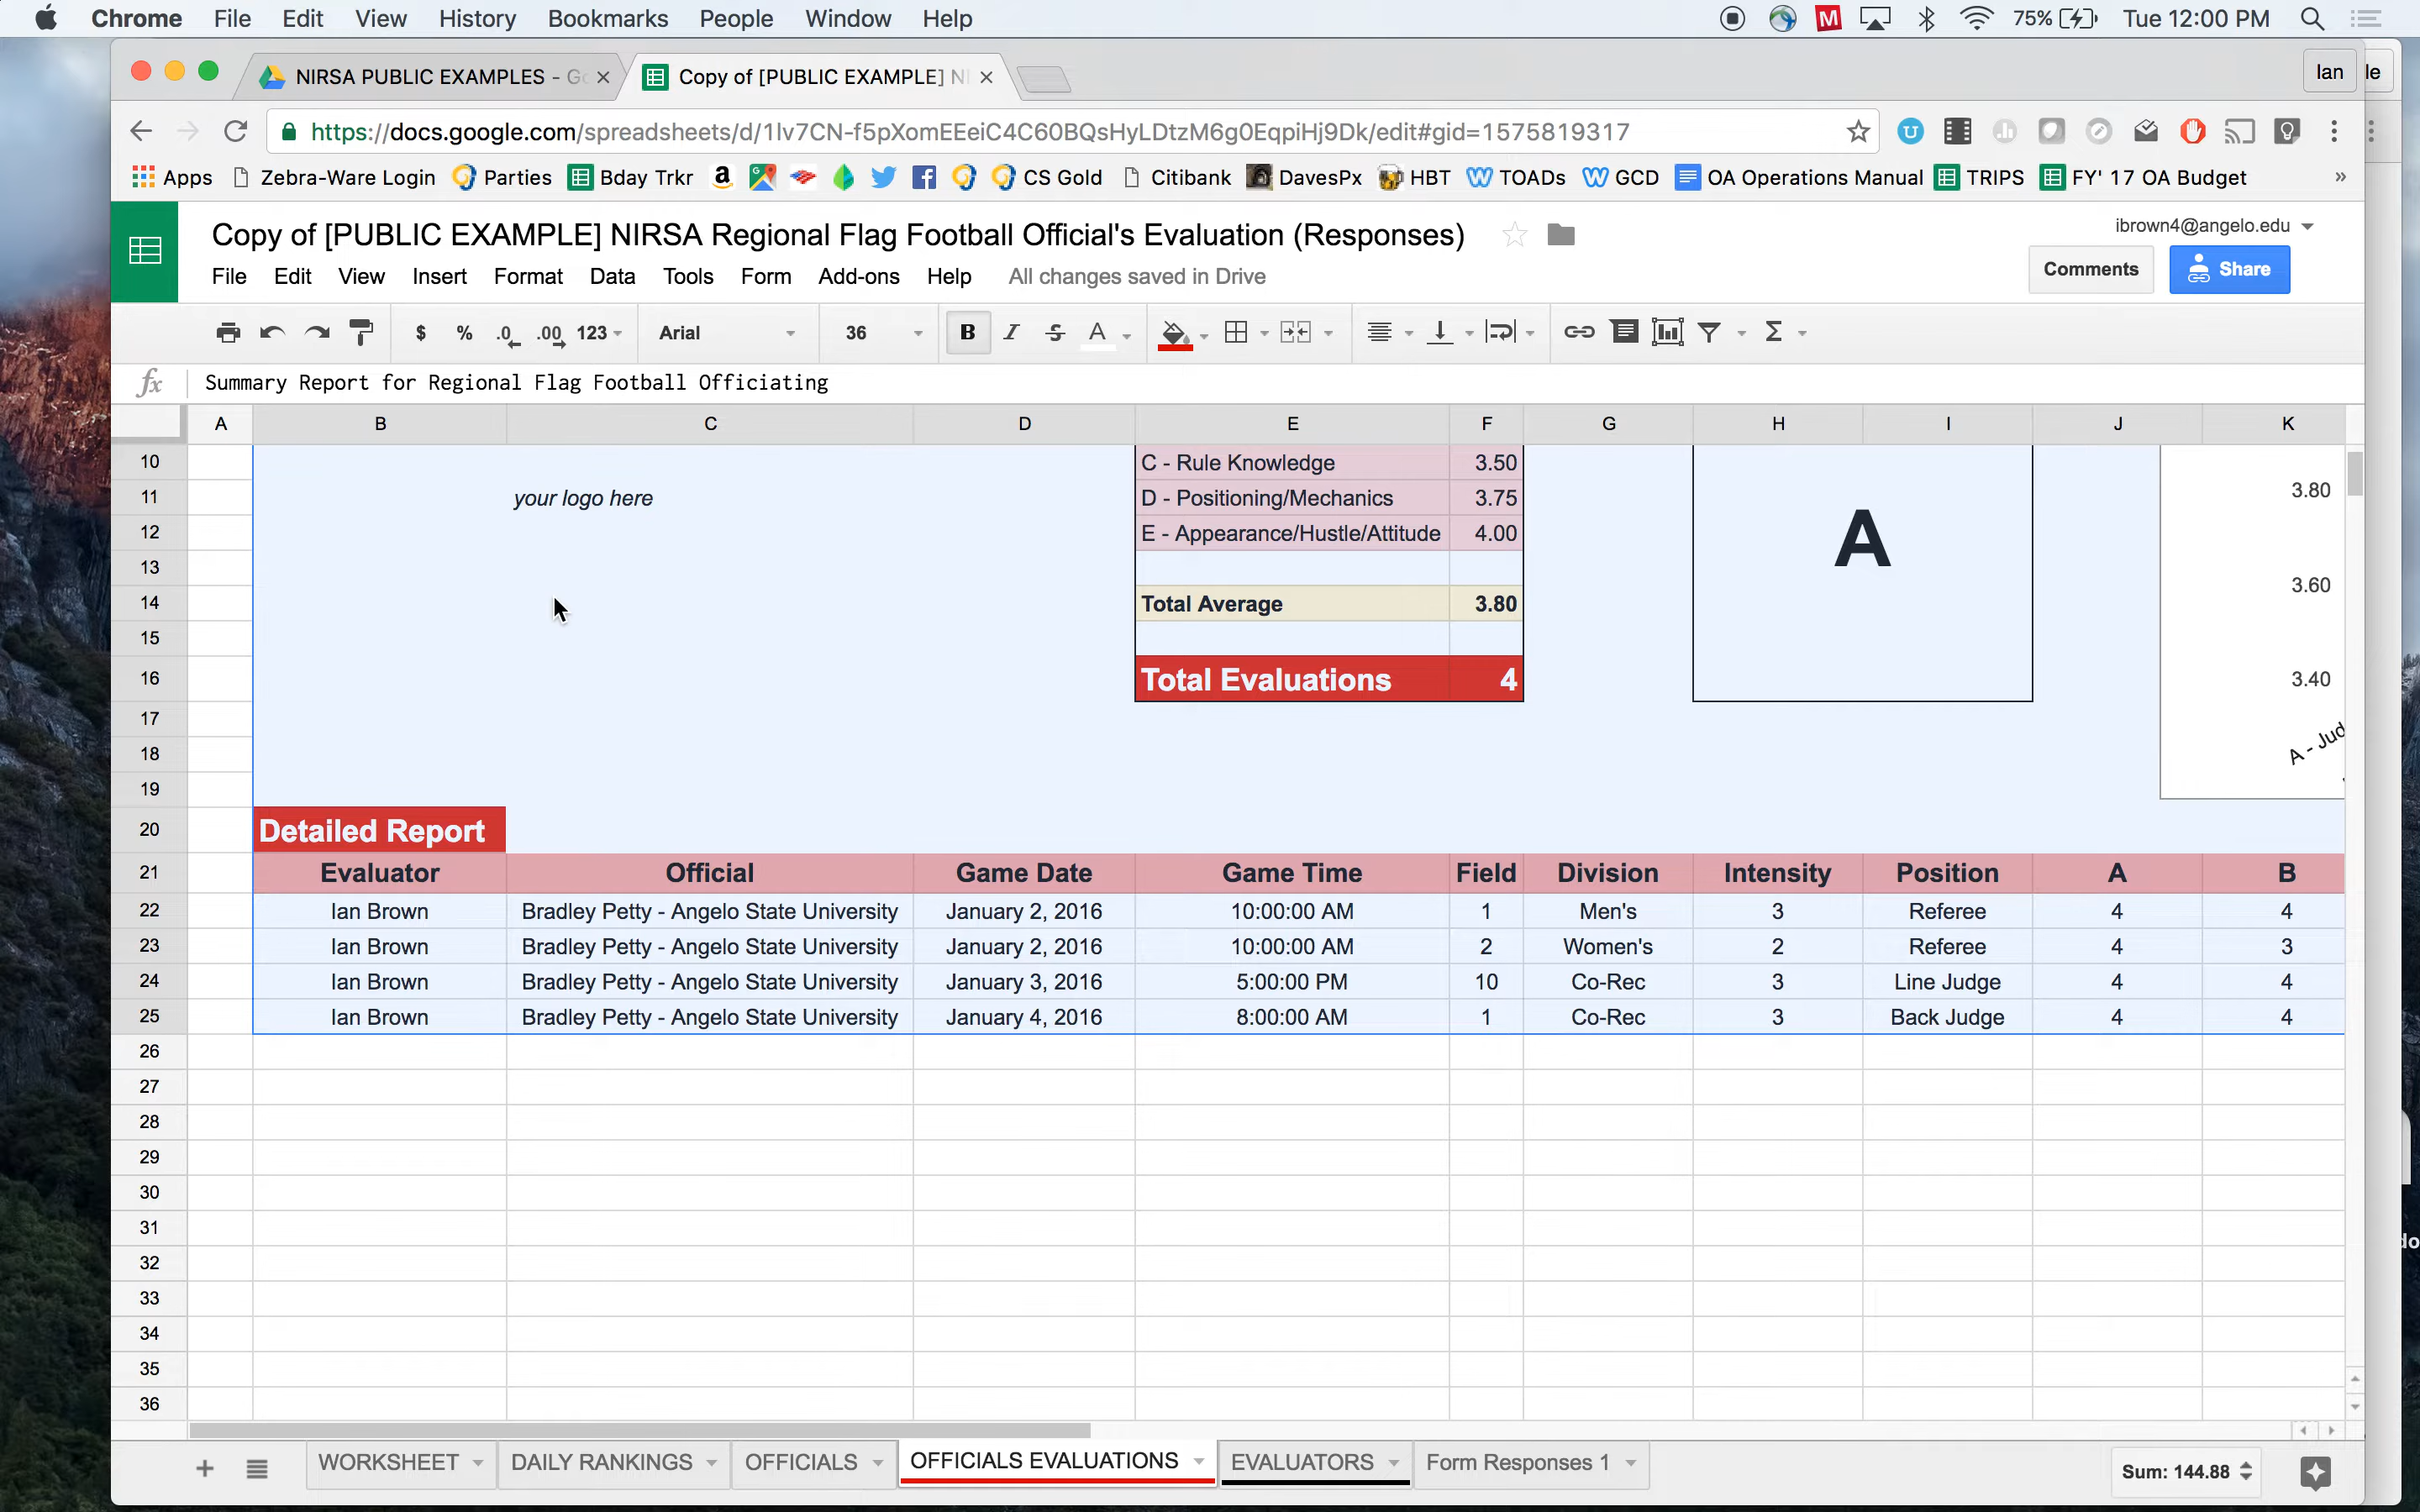 Chrome File Edit View History Bookmarks People Window Help 75% Tue 12:00 PM
NIRSA PUBLIC EXAMPLES - Go Copy of [PUBLIC EXAMPLE] NI Ian le
https://docs.google.com/spreadsheets/d/1lv7CN-f5pXomEEeiC4C60BQsHyLDtzM6g0EqpiHj9Dk/edit#gid=1575819317
Apps Zebra-Ware Login Parties Bday Trkr CS Gold Citibank DavesPx HBT TOADs GCD OA Operations Manual TRIPS FY' 17 OA Budget »
Copy of [PUBLIC EXAMPLE] NIRSA Regional Flag Football Official's Evaluation (Responses) ibrown4@angelo.edu
File Edit View Insert Format Data Tools Form Add-ons Help All changes saved in Drive Comments Share
$ % .0 .00 123 Arial 36 B I S A
fx Summary Report for Regional Flag Football Officiating
A B C D E F G H I J K
10 C - Rule Knowledge 3.50
3.80
11 your logo here D - Positioning/Mechanics 3.75
12 E - Appearance/Hustle/Attitude 4.00 A
13
3.60
14 Total Average 3.80
15
16 Total Evaluations 4 3.40
17
18 A - Jud
19
20 Detailed Report
21 Evaluator Official Game Date Game Time Field Division Intensity Position A B
22 Ian Brown Bradley Petty - Angelo State University January 2, 2016 10:00:00 AM 1 Men's 3 Referee 4 4
23 Ian Brown Bradley Petty - Angelo State University January 2, 2016 10:00:00 AM 2 Women's 2 Referee 4 3
24 Ian Brown Bradley Petty - Angelo State University January 3, 2016 5:00:00 PM 10 Co-Rec 3 Line Judge 4 4
25 Ian Brown Bradley Petty - Angelo State University January 4, 2016 8:00:00 AM 1 Co-Rec 3 Back Judge 4 4
26
27
28
29
30
31
32
33
34
35
36
WORKSHEET DAILY RANKINGS OFFICIALS OFFICIALS EVALUATIONS EVALUATORS Form Responses 1 Sum: 144.88